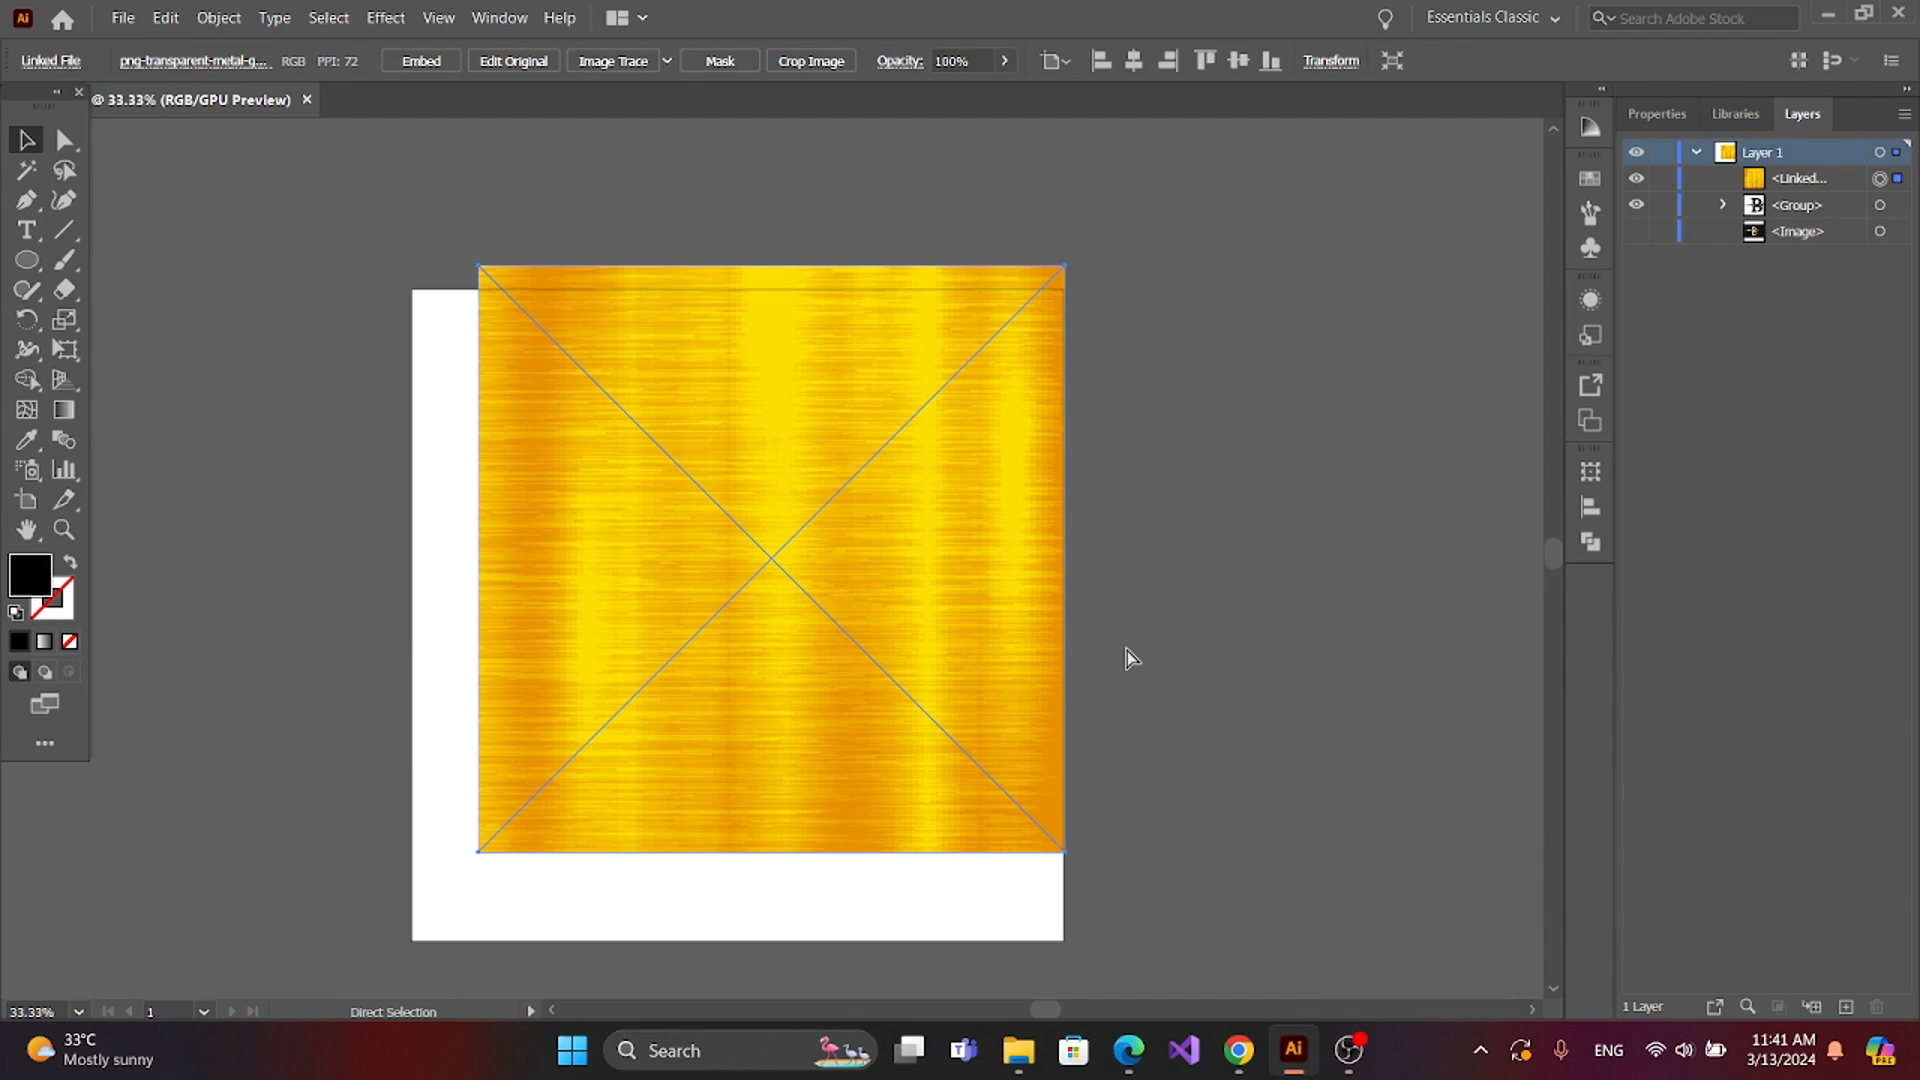 Ai File Edit Object Type Select Effect View Window Help Essentials Classic Search Adobe Stock
Linked File png-transparent-metal-g... RGB PPI: 72 Embed Edit Original Image Trace Mask Crop Image Opacity: 100% Transform
@ 33.33% (RGB/GPU Preview)
Properties Libraries Layers
Layer 1
<Linked...
<Group>
<Image>
33.33% 1 Direct Selection 1 Layer
33°C
Mostly sunny
Search
Ai
ENG
11:41 AM
3/13/2024
PRE